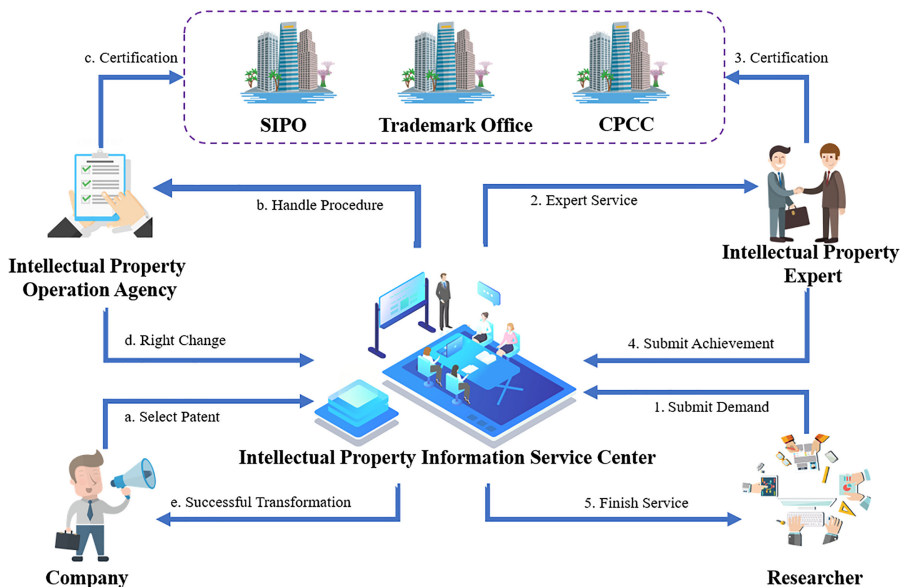 c. Certification
3. Certification
SIPO
Trademark Office
CPCC
b. Handle Procedure
2. Expert Service
Intellectual Property
Operation Agency
Intellectual Property
Expert
d. Right Change
4. Submit Achievement
a. Select Patent
1. Submit Demand
Intellectual Property Information Service Center
e. Successful Transformation
5. Finish Service
Company
Researcher